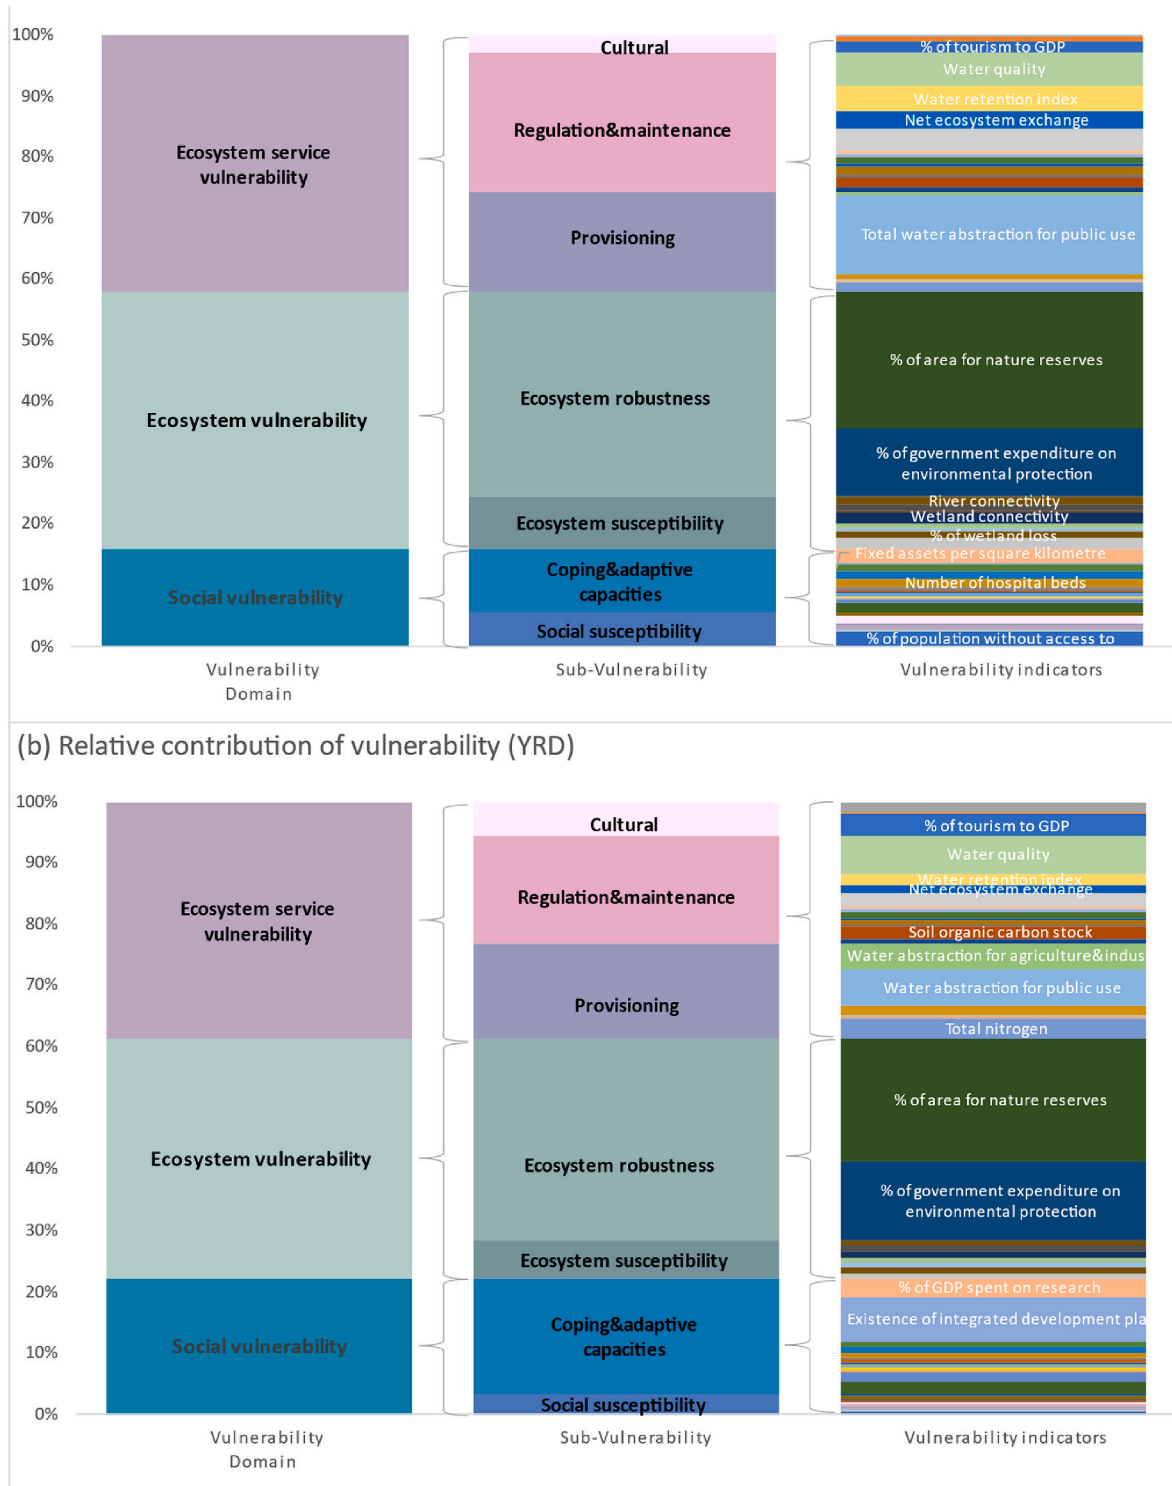 100%
90%
80%
70%
60%
50%
40%
30%
20%
10%
0%
Ecosystem service
vulnerability
Ecosystem vulnerability
Social vulnerability
Cultural
Regulation&maintenance
Provisioning
Ecosystem robustness
Ecosystem susceptibility
Coping&adaptive
capacities
Social susceptibility
% of tourism to GDP
Water quality
Water retention index
Net ecosystem exchange
Total water abstraction for public use
% of area for nature reserves
% of government expenditure on
environmental protection
River connectivity
Wetland connectivity
% of wetland loss
Fixed assets per square kilometre
Number of hospital beds
% of population without access to
Vulnerability
Domain
Sub-Vulnerability
Vulnerability indicators
(b) Relative contribution of vulnerability (YRD)
100%
90%
80%
70%
60%
50%
40%
30%
20%
10%
0%
Ecosystem service
vulnerability
Ecosystem vulnerability
Social vulnerability
Cultural
Regulation&maintenance
Provisioning
Ecosystem robustness
Ecosystem susceptibility
Coping&adaptive
capacities
Social susceptibility
% of tourism to GDP
Water quality
Water retention index
Net ecosystem exchange
Soil organic carbon stock
Water abstraction for agriculture&indus
Water abstraction for public use
Total nitrogen
% of area for nature reserves
% of government expenditure on
environmental protection
% of GDP spent on research
Existence of integrated development pla
Vulnerability
Domain
Sub-Vulnerability
Vulnerability indicators